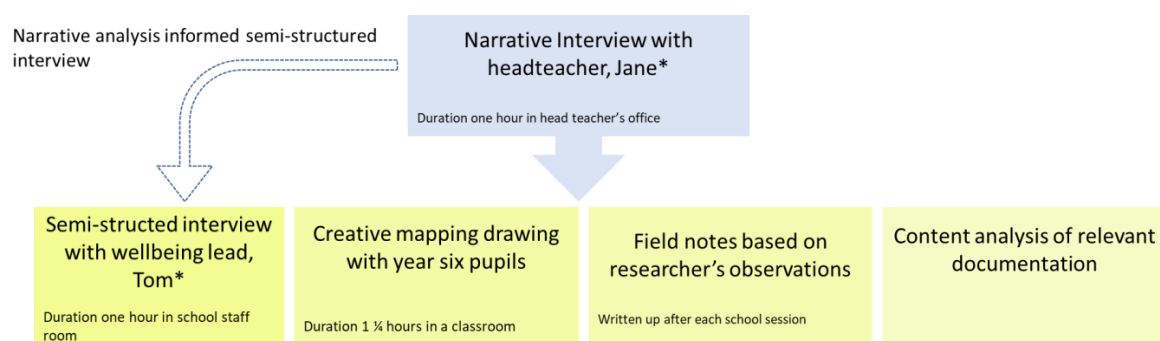 Narrative analysis informed semi-structured
interview
Narrative Interview with
headteacher, Jane*
Duration one hour in head teacher's office
Semi-structed interview
with wellbeing lead,
Tom*
Duration one hour in school staff
room
Creative mapping drawing
with year six pupils
Duration 1 ¼ hours in a classroom
Field notes based on
researcher's observations
Written up after each school session
Content analysis of relevant
documentation